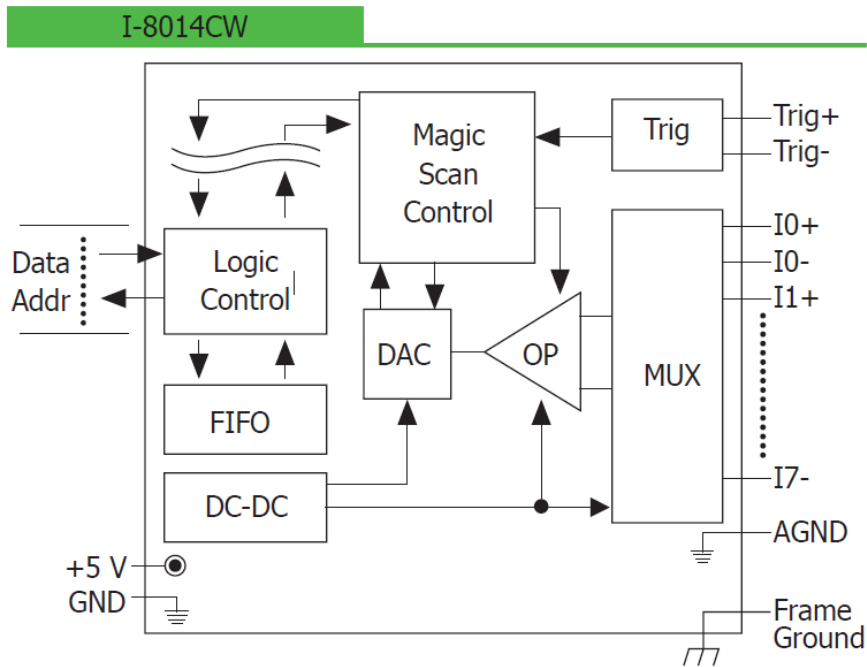 I-8014CW
Magic
Scan
Control
Trig
Trig+
Trig-
I0+
I0-
I1+
Data
Addr
Logic
Control
DAC
OP
MUX
FIFO
I7-
DC-DC
AGND
+5 V
GND
Frame
Ground